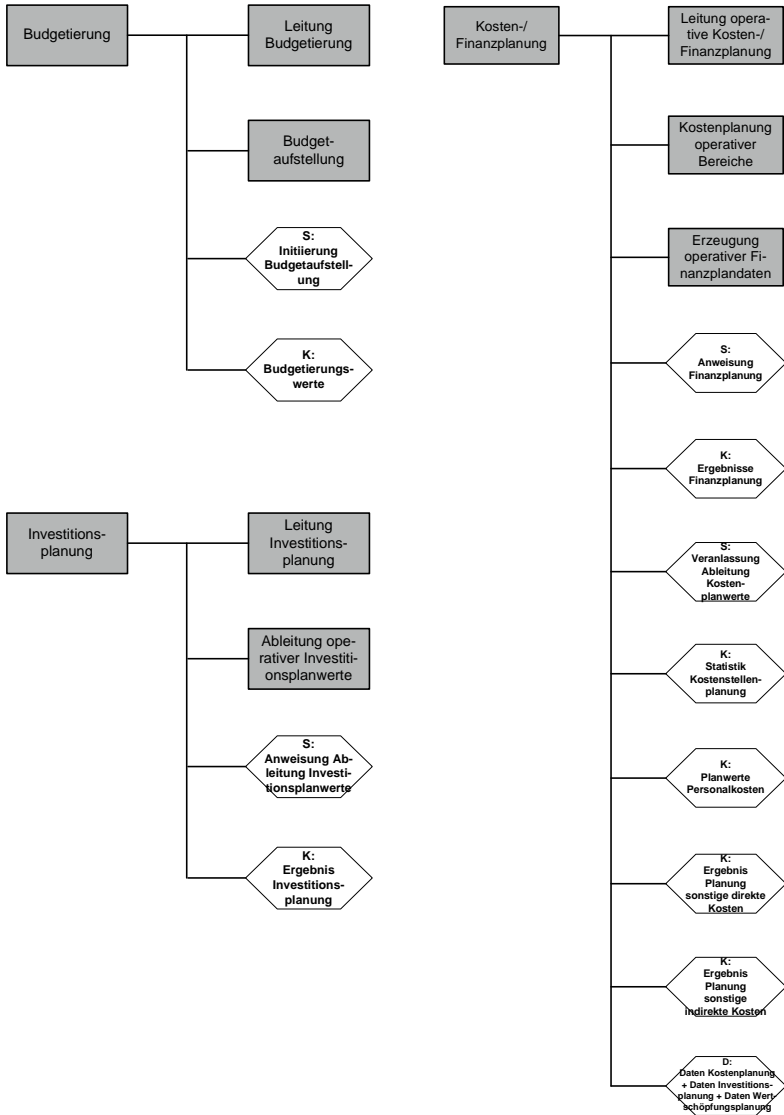 Budgetierung
Leitung
Budgetierung
Budget-
aufstellung
S:
Initiierung
Budgetaufstell-
ung
K:
Budgetierungs-
werte
Investitions-
planung
Leitung
Investitions-
planung
Ableitung ope-
rativer Investiti-
onsplanwerte
S:
Anweisung Ab-
leitung Investi-
tionsplanwerte
K:
Ergebnis
Investitions-
planung
Kosten-/
Finanzplanung
Leitung opera-
tive Kosten-/
Finanzplanung
Kostenplanung
operativer
Bereiche
Erzeugung
operativer Fi-
nanzplandaten
S:
Anweisung
Finanzplanung
K:
Ergebnisse
Finanzplanung
S:
Veranlassung
Ableitung
Kosten-
planwerte
K:
Statistik
Kostenstellen-
planung
K:
Planwerte
Personalkosten
K:
Ergebnis
Planung
sonstige direkte
Kosten
K:
Ergebnis
Planung
sonstige
indirekte Kosten
D:
Daten Kostenplanung
+ Daten Investitions-
planung + Daten Wert
schöpfungsplanung